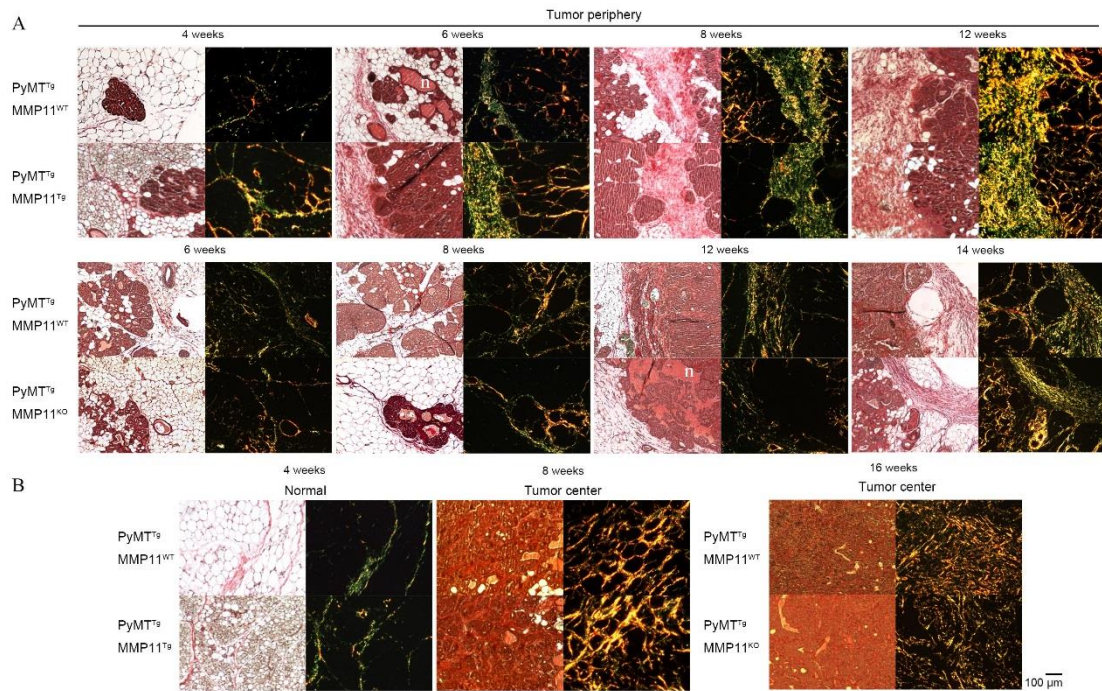 A
Tumor periphery
4 weeks 6 weeks 8 weeks 12 weeks
PyMTᵀᵍ
MMP11ᵂᵀ
n
PyMTᵀᵍ
MMP11ᵀᵍ
6 weeks 8 weeks 12 weeks 14 weeks
PyMTᵀᵍ
MMP11ᵂᵀ
PyMTᵀᵍ
MMP11ᴷᴼ
n
B
4 weeks 8 weeks 16 weeks
Normal Tumor center Tumor center
PyMTᵀᵍ PyMTᵀᵍ
MMP11ᵂᵀ MMP11ᵂᵀ
PyMTᵀᵍ PyMTᵀᵍ
MMP11ᵀᵍ MMP11ᴷᴼ
100 µm